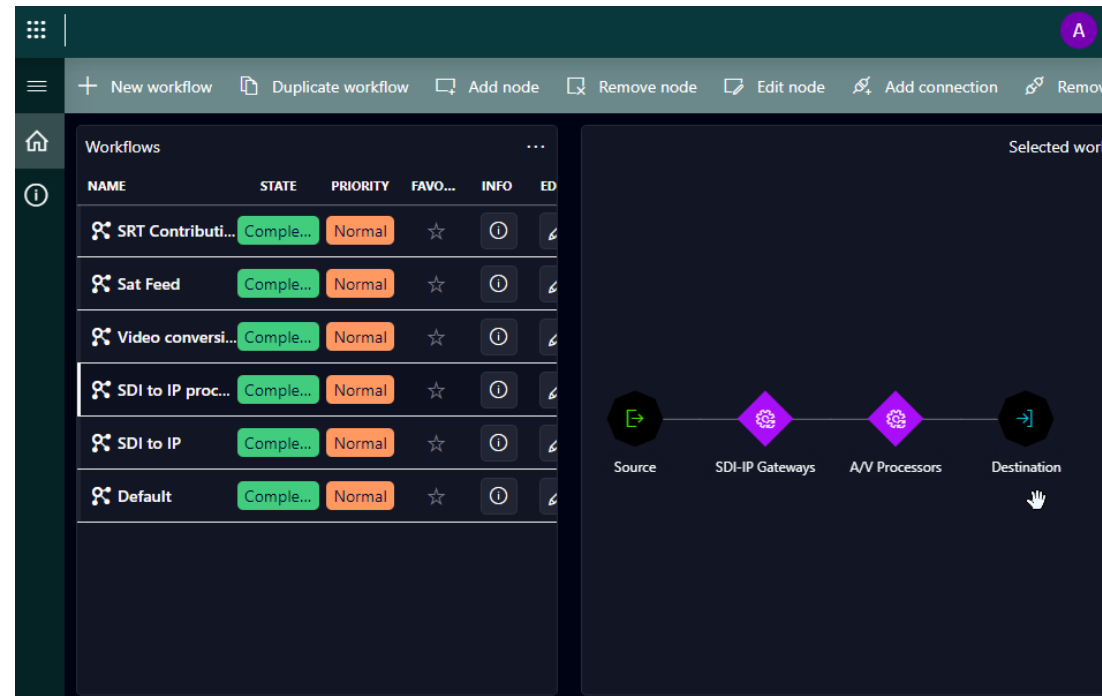 A
New workflow Duplicate workflow Add node Remove node Edit node Add connection Remov
Workflows ...
Selected wor
NAME STATE PRIORITY FAVO... INFO ED
SRT Contributi... Comple... Normal
Sat Feed Comple... Normal
Video conversi... Comple... Normal
SDI to IP proc... Comple... Normal
SDI to IP Comple... Normal
Default Comple... Normal
Source SDI-IP Gateways A/V Processors Destination